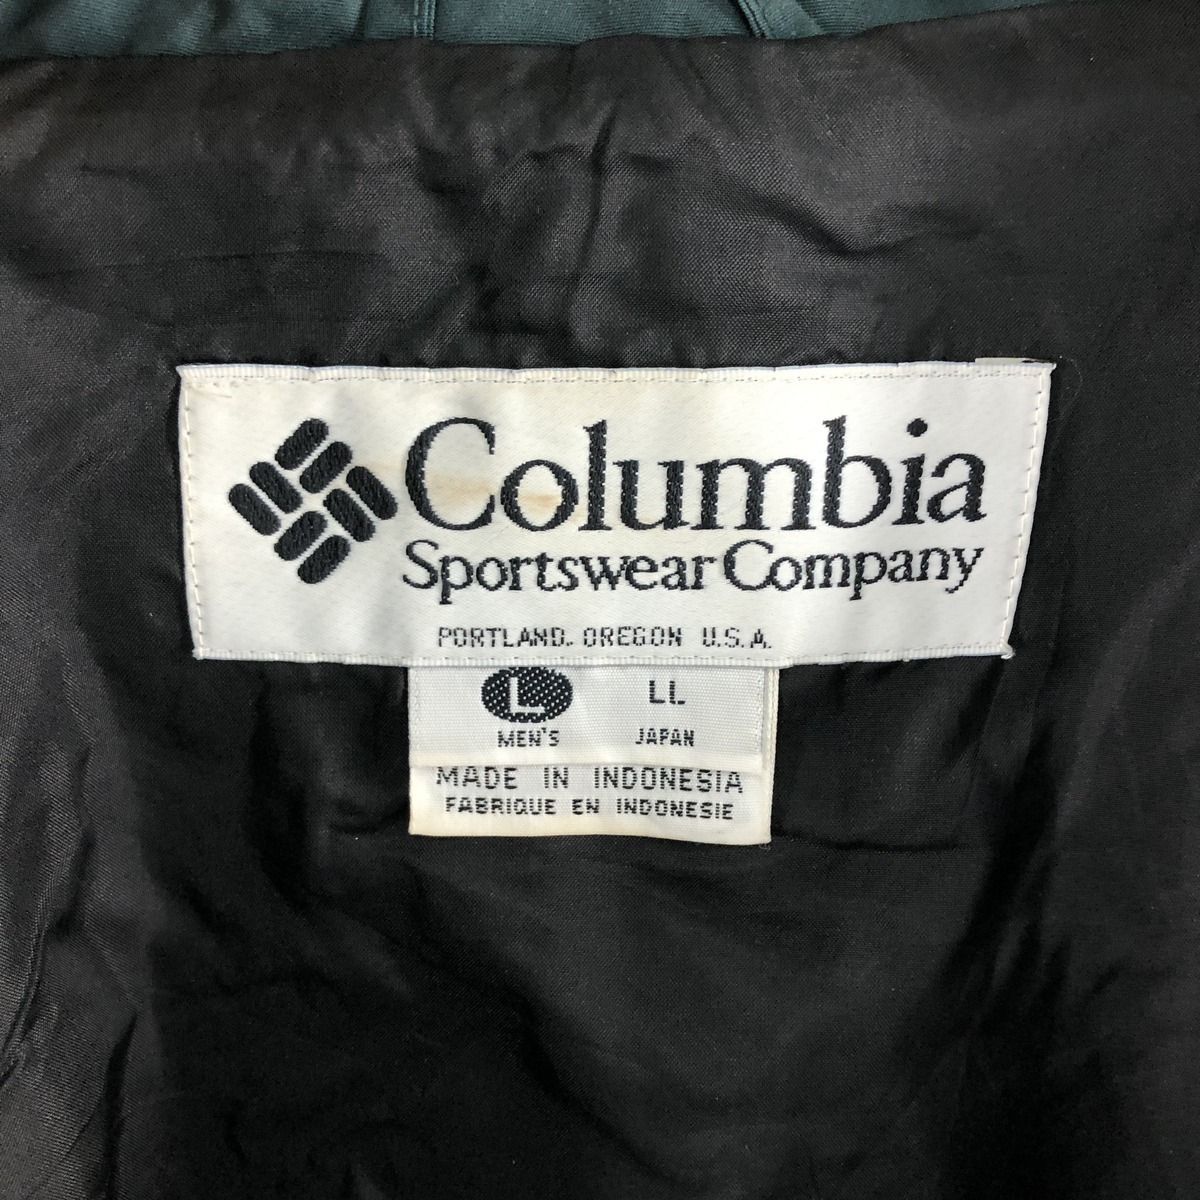 Columbia
Sportswear Company
PORTLAND. OREGON U.S.A.
L LL
MEN'S JAPAN
MADE IN INDONESIA
FABRIQUE EN INDONESIE